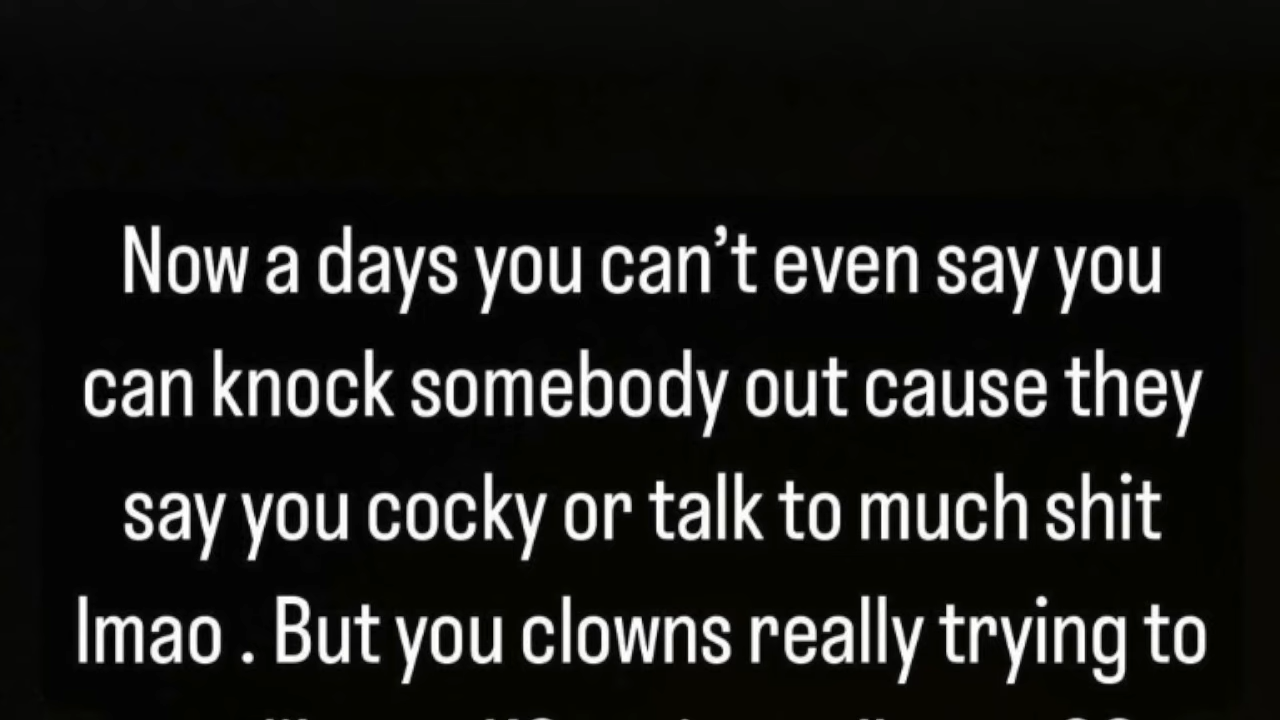 Now a days you can’t even say you
can knock somebody out cause they
say you cocky or talk to much shit
lmao . But you clowns really trying to